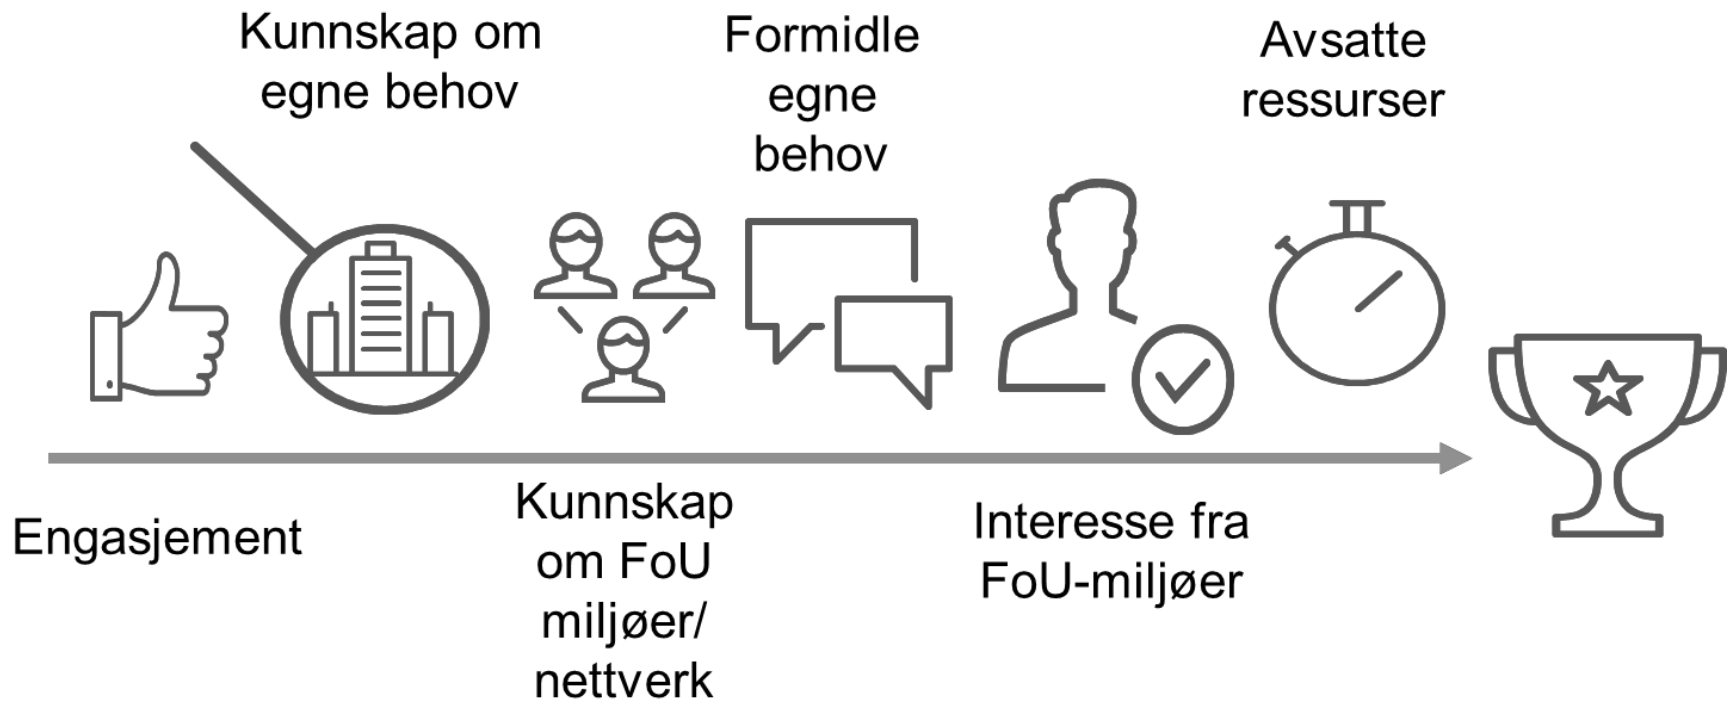 Engasjement
Kunnskap om
egne behov
Kunnskap
om FoU
miljøer/
nettverk
Formidle
egne
behov
Interesse fra
FoU-miljøer
Avsatte
ressurser